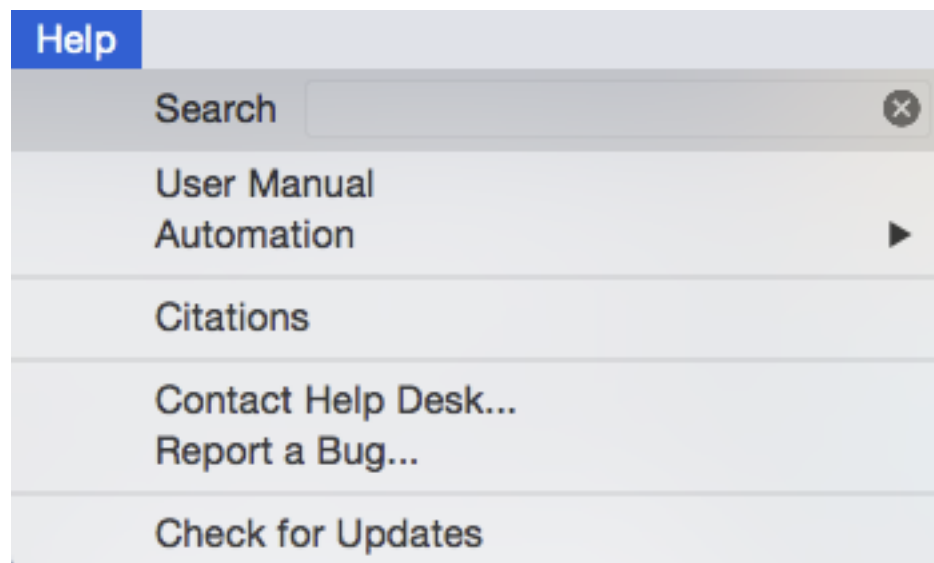 Help
Search
User Manual
Automation
Citations
Contact Help Desk...
Report a Bug...
Check for Updates